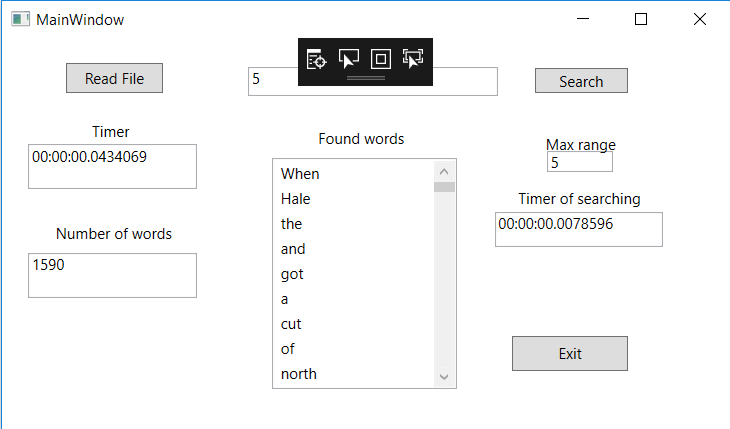 MainWindow
Read File
5
Search
Timer
00:00:00.0434069
Number of words
1590
Found words
When
Hale
the
and
got
a
cut
of
north
Max range
5
Timer of searching
00:00:00.0078596
Exit